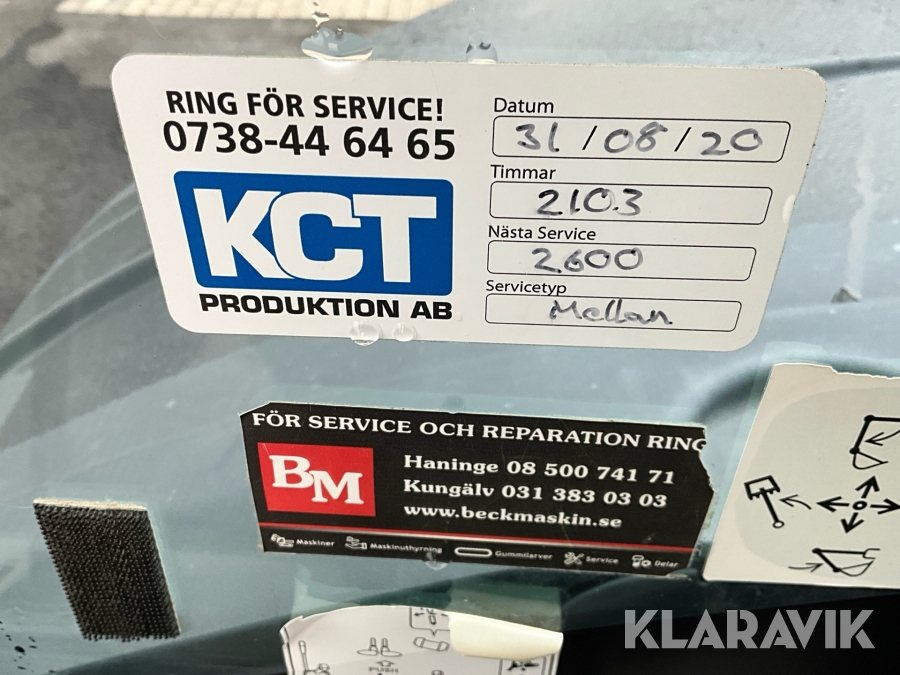 RING FÖR SERVICE!
0738-44 64 65
KCT
PRODUKTION AB
Datum
31/08/20
Timmar
2103
Nästa Service
2600
Servicetyp
Mellan
FÖR SERVICE OCH REPARATION RING
BM
Haninge 08 500 741 71
Kungälv 031 383 03 03
www.beckmaskin.se
Maskiner Maskinuthyrning Gummilarver Service Delar
PUSH
KLARAVIK